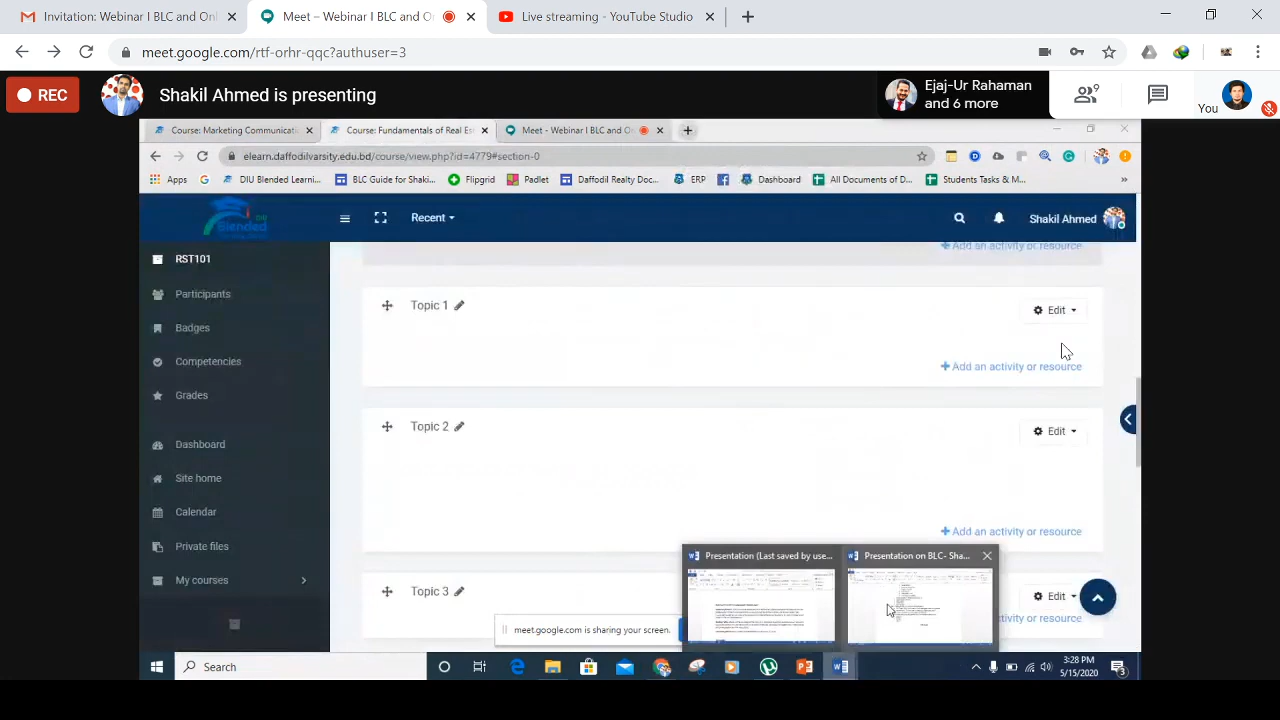 Invitation: Webinar I BLC and Onl
Meet – Webinar I BLC and O
Live streaming - YouTube Studio
meet.google.com/rtf-orhr-qqc?authuser=3
REC
Shakil Ahmed is presenting
Ejaj-Ur Rahaman
and 6 more
9
You
Course: Marketing Communicati
Course: Fundamentals of Real Es
Meet - Webinar I BLC and O
elearn.daffodilvarsity.edu.bd/course/view.php?id=4779#section-0
Apps
DIU Blended Learni...
BLC Guide for Shaki...
Flipgrid
Padlet
Daffodil Realty Doc...
ERP
Dashboard
All Documents of D...
Students Tasks & M...
»
Blended
Recent
Shakil Ahmed
RST101
Add an activity or resource
Participants
Topic 1
Edit
Badges
Competencies
Add an activity or resource
Grades
Topic 2
Edit
Dashboard
Site home
Calendar
Add an activity or resource
Private files
Presentation (Last saved by use...
Presentation on BLC- Sha...
My courses
Topic 3
Edit
meet.google.com is sharing your screen.
Search
3:28 PM
5/15/2020
3